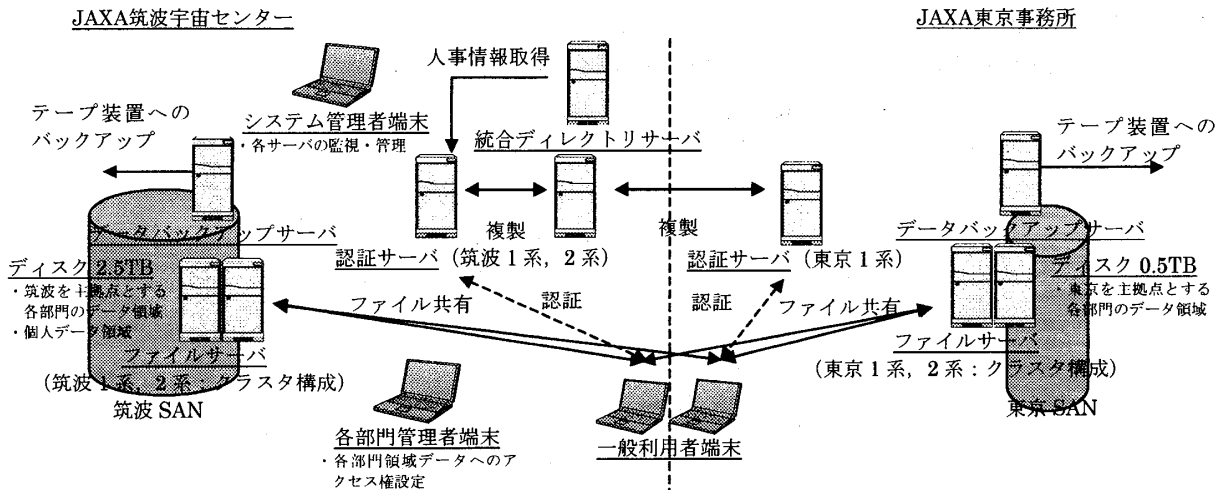 JAXA筑波宇宙センター
JAXA東京事務所
人事情報取得
テープ装置への
バックアップ
システム管理者端末
・各サーバの監視・管理
統合ディレクトリサーバ
テープ装置への
バックアップ
複製
複製
データバックアップサーバ
データバックアップサーバ
認証サーバ（筑波1系，2系）
認証サーバ（東京1系）
ディスク 2.5TB
・筑波を主拠点とする
各部門のデータ領域
・個人データ領域
ディスク 0.5TB
・東京を主拠点とする
各部門のデータ領域
ファイル共有
認証
認証
ファイル共有
ファイルサーバ
（筑波1系，2系：クラスタ構成）
筑波 SAN
ファイルサーバ
（東京1系，2系：クラスタ構成）
東京 SAN
各部門管理者端末
・各部門領域データへのア
クセス権設定
一般利用者端末